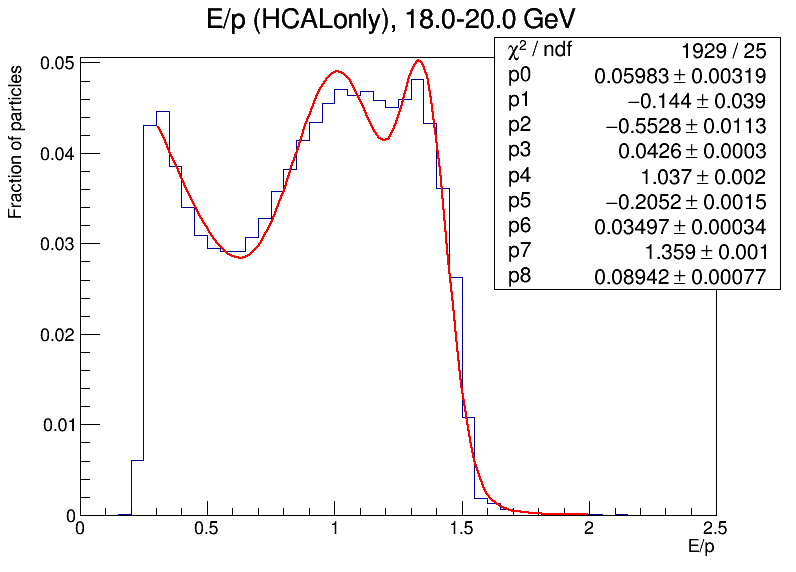 E/p (HCALonly), 18.0-20.0 GeV
χ² / ndf 1929 / 25
p0 0.05983 ± 0.00319
p1 −0.144 ± 0.039
p2 −0.5528 ± 0.0113
p3 0.0426 ± 0.0003
p4 1.037 ± 0.002
p5 −0.2052 ± 0.0015
p6 0.03497 ± 0.00034
p7 1.359 ± 0.001
p8 0.08942 ± 0.00077
Fraction of particles
0.05
0.04
0.03
0.02
0.01
0
0 0.5 1 1.5 2 2.5
E/p